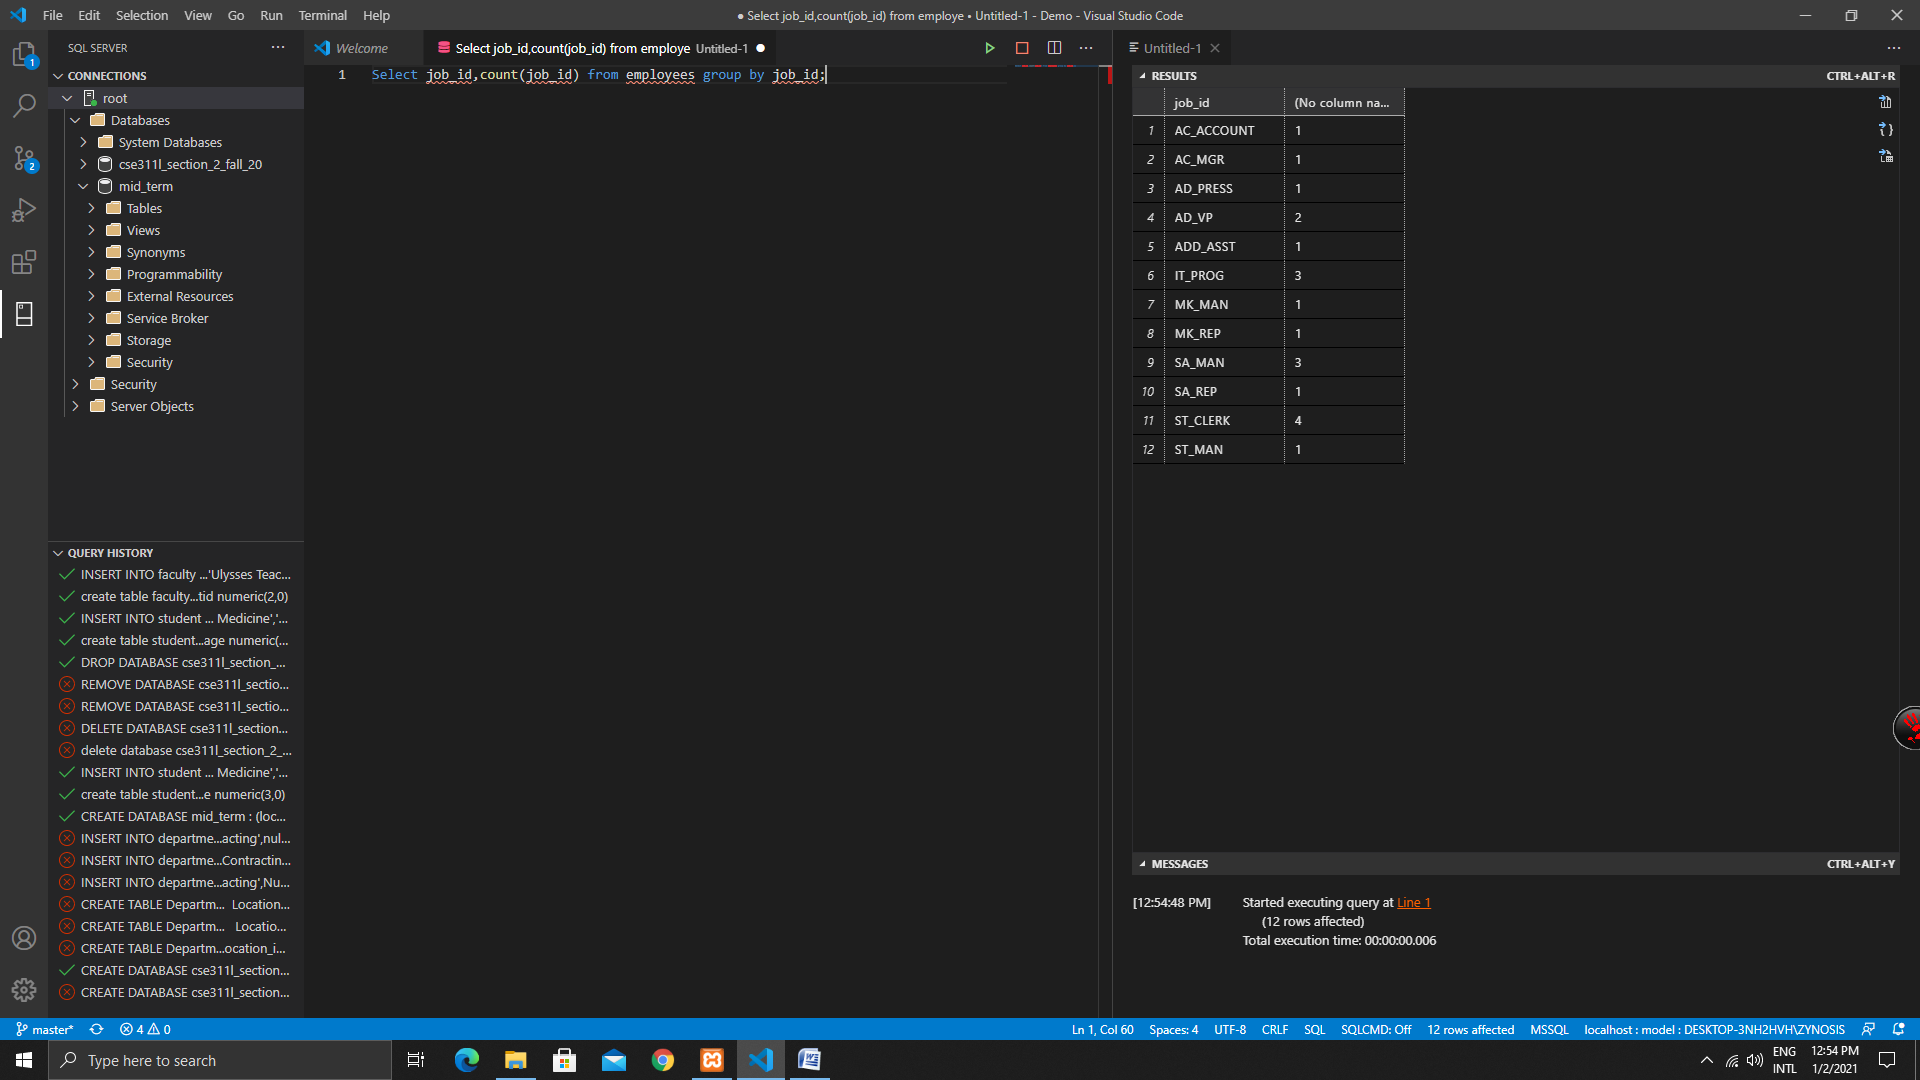 File Edit Selection View Go Run Terminal Help
● Select job_id,count(job_id) from employe • Untitled-1 - Demo - Visual Studio Code
SQL SERVER
CONNECTIONS
root
Databases
System Databases
cse311l_section_2_fall_20
mid_term
Tables
Views
Synonyms
Programmability
External Resources
Service Broker
Storage
Security
Security
Server Objects
QUERY HISTORY
INSERT INTO faculty ...'Ulysses Teac...
create table faculty...tid numeric(2,0)
INSERT INTO student ... Medicine','...
create table student...age numeric(...
DROP DATABASE cse311l_section_...
REMOVE DATABASE cse311l_sectio...
REMOVE DATABASE cse311l_sectio...
DELETE DATABASE cse311l_section...
delete database cse311l_section_2_...
INSERT INTO student ... Medicine','...
create table student...e numeric(3,0)
CREATE DATABASE mid_term : (loc...
INSERT INTO departme...acting',nul...
INSERT INTO departme...Contractin...
INSERT INTO departme...acting',Nu...
CREATE TABLE Departm... Location...
CREATE TABLE Departm... Locatio...
CREATE TABLE Departm...ocation_i...
CREATE DATABASE cse311l_section...
CREATE DATABASE cse311l_section...
1
2
Welcome
Select job_id,count(job_id) from employe Untitled-1 ●
1 Select job_id,count(job_id) from employees group by job_id;
Untitled-1
RESULTS CTRL+ALT+R
job_id (No column na...
1 AC_ACCOUNT 1
2 AC_MGR 1
3 AD_PRESS 1
4 AD_VP 2
5 ADD_ASST 1
6 IT_PROG 3
7 MK_MAN 1
8 MK_REP 1
9 SA_MAN 3
10 SA_REP 1
11 ST_CLERK 4
12 ST_MAN 1
MESSAGES CTRL+ALT+Y
[12:54:48 PM] Started executing query at Line 1
(12 rows affected)
Total execution time: 00:00:00.006
master* 4 0 Ln 1, Col 60 Spaces: 4 UTF-8 CRLF SQL SQLCMD: Off 12 rows affected MSSQL localhost : model : DESKTOP-3NH2HVH\ZYNOSIS
Type here to search
ENG
INTL
12:54 PM
1/2/2021